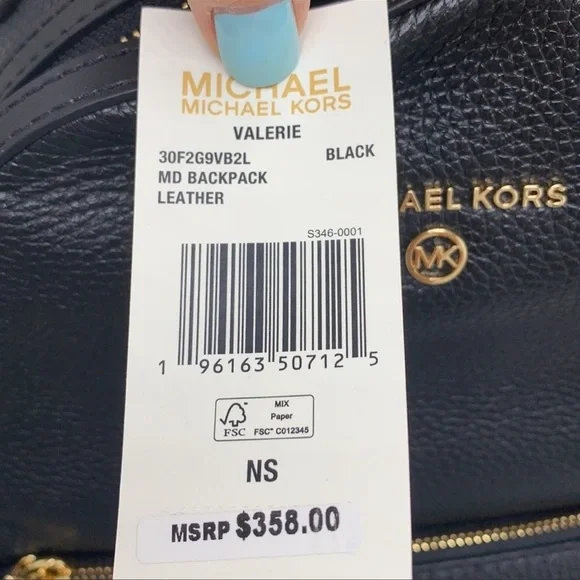 MICHAEL
MICHAEL KORS
VALERIE
30F2G9VB2L BLACK
MD BACKPACK
LEATHER
S346-0001
1 96163 50712 5
FSC
MIX
Paper
FSC™ C012345
NS
MSRP $358.00
AEL KORS
MK